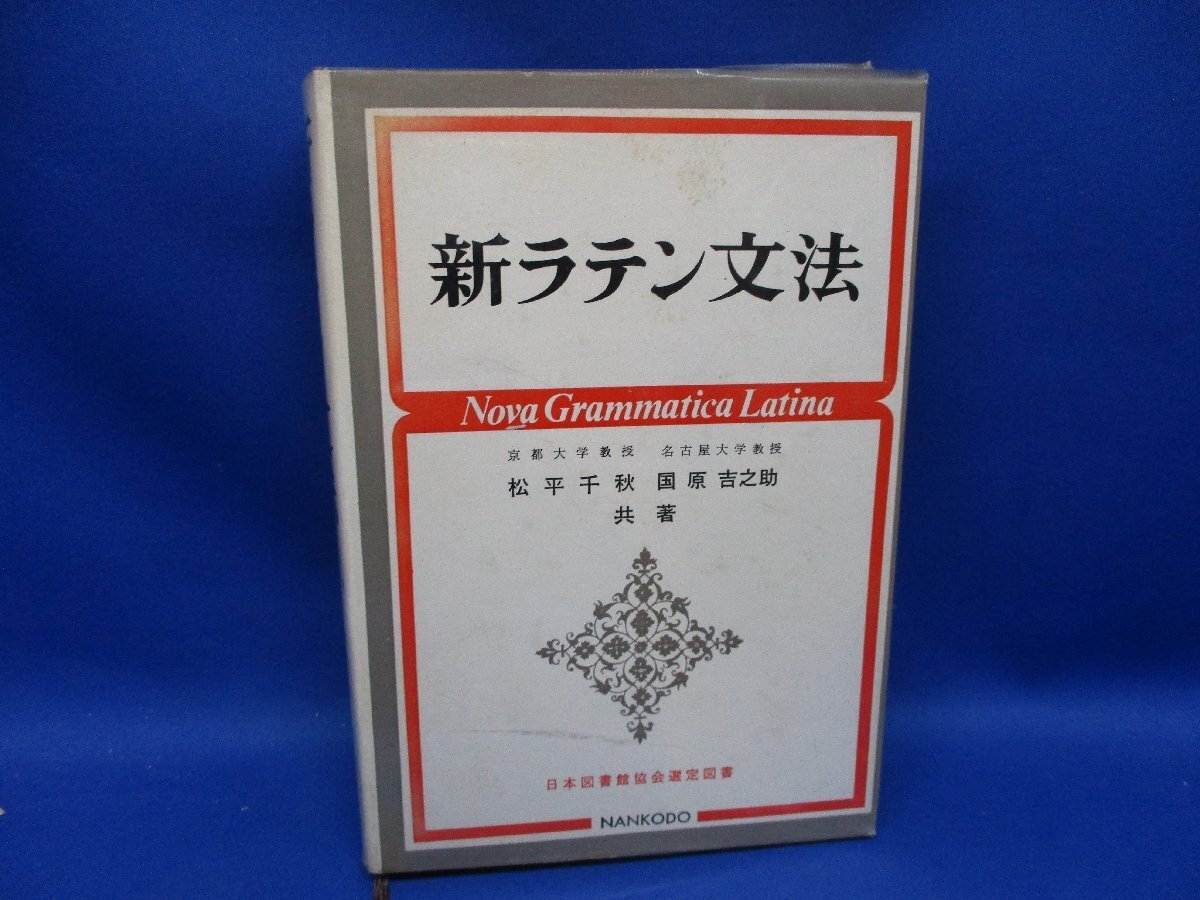 新ラテン文法
Nova Grammatica Latina
京都大学教授 名古屋大学教授
松平千秋 国原吉之助
共著
日本図書館協会選定図書
NANKODO